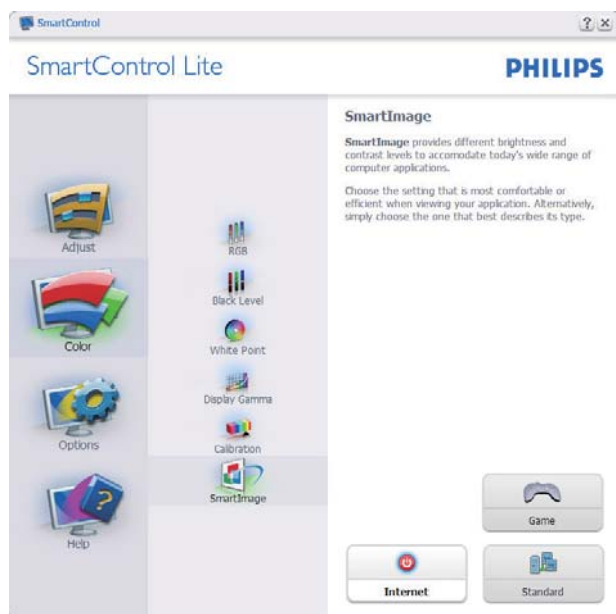 SmartControl
SmartControl Lite
PHILIPS
Adjust
Color
Options
Help
RGB
Black Level
White Point
Display Gamma
Calibration
SmartImage
SmartImage
SmartImage provides different brightness and
contrast levels to accomodate today's wide range of
computer applications.
Choose the setting that is most comfortable or
efficient when viewing your application. Alternatively,
simply choose the one that best describes its type.
Game
Internet
Standard